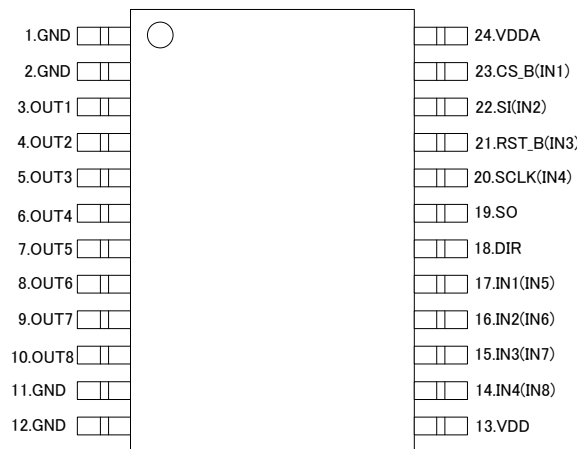 1.GND
2.GND
3.OUT1
4.OUT2
5.OUT3
6.OUT4
7.OUT5
8.OUT6
9.OUT7
10.OUT8
11.GND
12.GND
24.VDDA
23.CS_B(IN1)
22.SI(IN2)
21.RST_B(IN3)
20.SCLK(IN4)
19.SO
18.DIR
17.IN1(IN5)
16.IN2(IN6)
15.IN3(IN7)
14.IN4(IN8)
13.VDD